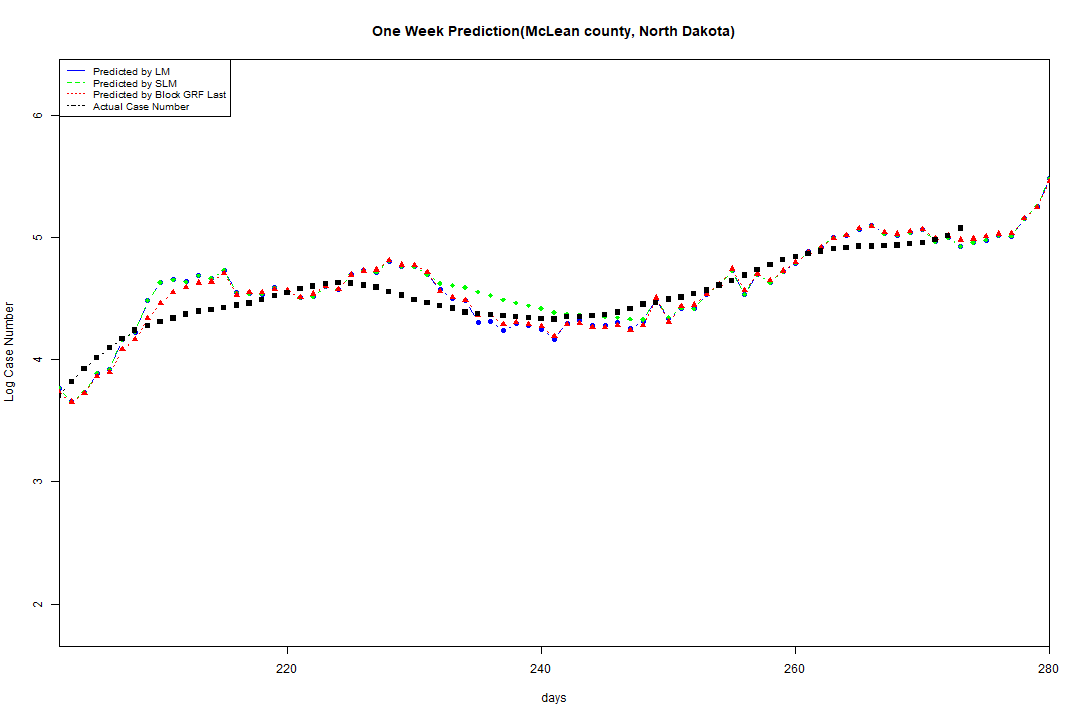 One Week Prediction(McLean county, North Dakota)
Predicted by LM
Predicted by SLM
Predicted by Block GRF Last
Actual Case Number
6
5
4
3
2
Log Case Number
220
240
260
280
days